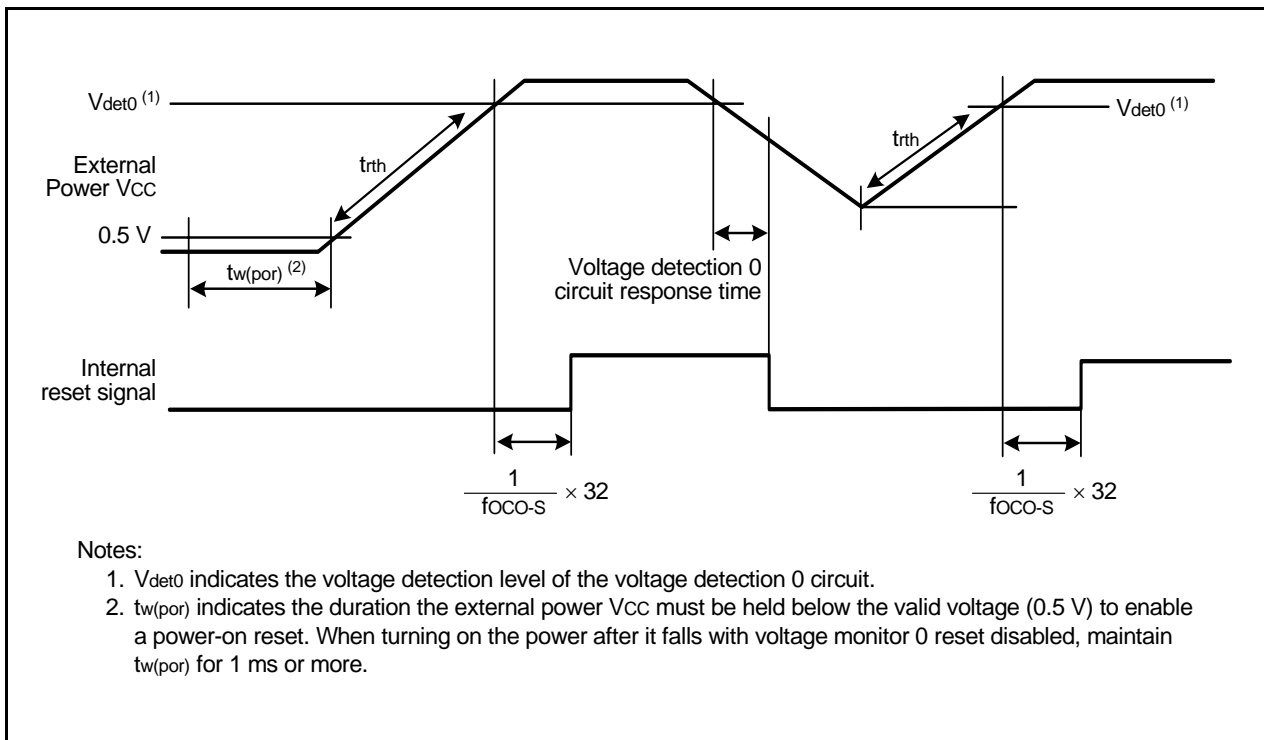 Vdet0 (1)
Vdet0 (1)
trth
trth
External
Power VCC
0.5 V
tw(por) (2)
Voltage detection 0
circuit response time
Internal
reset signal
1
fOCO-S
× 32
1
fOCO-S
× 32
Notes:
1. Vdet0 indicates the voltage detection level of the voltage detection 0 circuit.
2. tw(por) indicates the duration the external power VCC must be held below the valid voltage (0.5 V) to enable
a power-on reset. When turning on the power after it falls with voltage monitor 0 reset disabled, maintain
tw(por) for 1 ms or more.